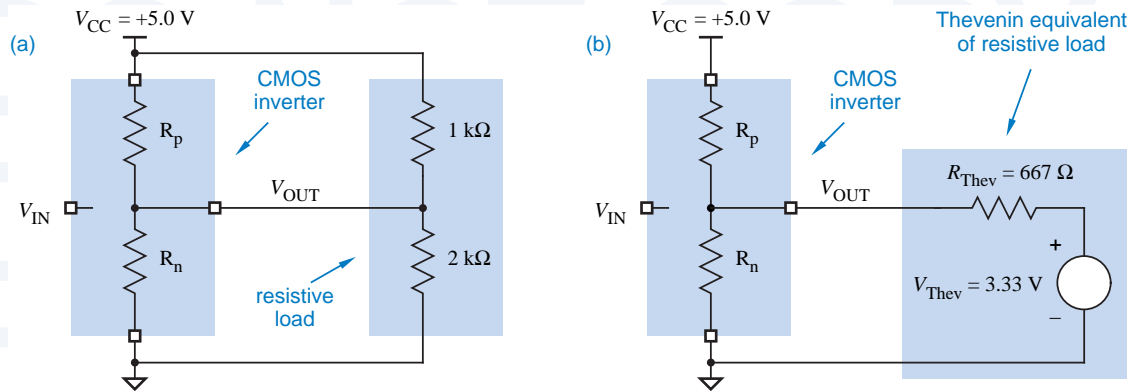 (a)
V_CC = +5.0 V
CMOS
inverter
R_p
1 kΩ
V_OUT
V_IN
R_n
2 kΩ
resistive
load
(b)
V_CC = +5.0 V
Thevenin equivalent
of resistive load
CMOS
inverter
R_p
R_Thev = 667 Ω
V_OUT
V_IN
R_n
+
V_Thev = 3.33 V
−